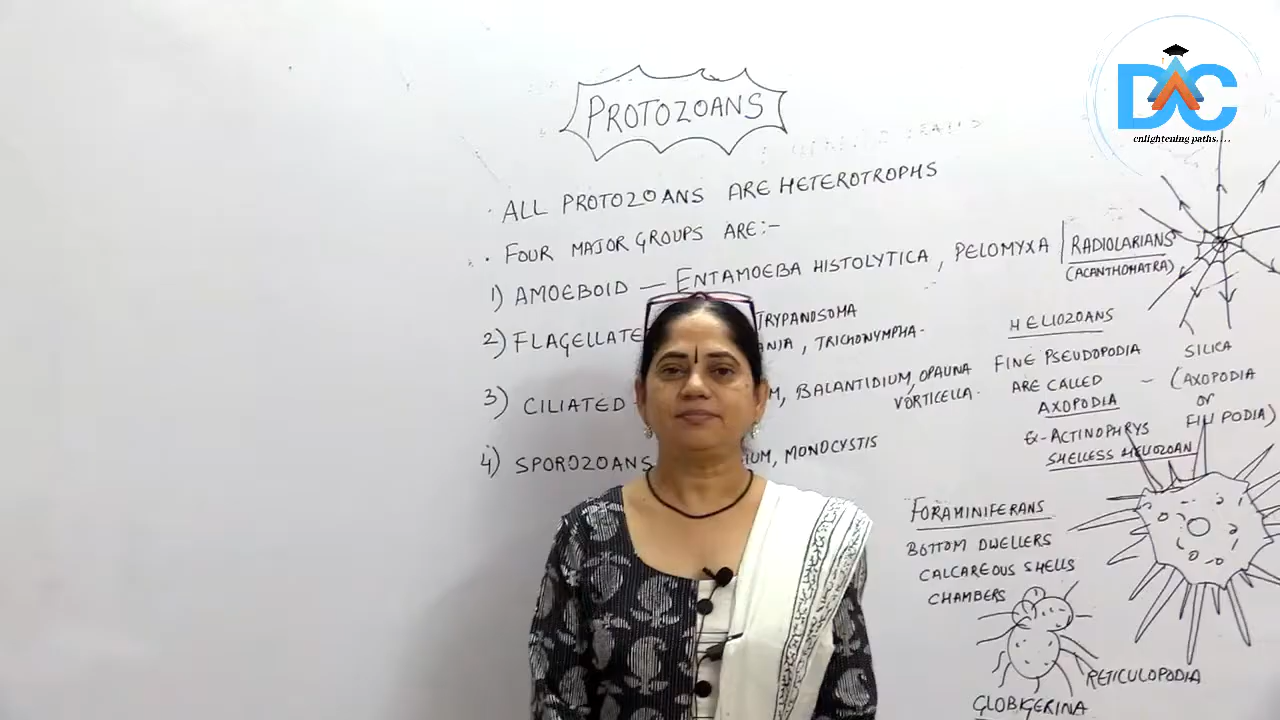 DAC
enlightening paths....
PROTOZOANS
· ALL PROTOZOANS ARE HETEROTROPHS
· FOUR MAJOR GROUPS ARE:-
1) AMOEBOID — ENTAMOEBA HISTOLYTICA, PELOMYXA
2) FLAGELLATE TRYPANOSOMA
ANIA, TRICHONYMPHA.
3) CILIATED - M, BALANTIDIUM, OPALINA
VORTICELLA.
4) SPOROZOANS IUM, MONOCYSTIS
RADIOLARIANS
(ACANTHOMATRA)
HELIOZOANS
FINE PSEUDOPODIA
ARE CALLED
AXOPODIA
EX- ACTINOPHRYS
SHELLESS HELIOZOAN
SILICA
— (AXOPODIA
or
FILIPODIA)
FORAMINIFERANS
BOTTOM DWELLERS
CALCAREOUS SHELLS
CHAMBERS
RETICULOPODIA
GLOBIGERINA